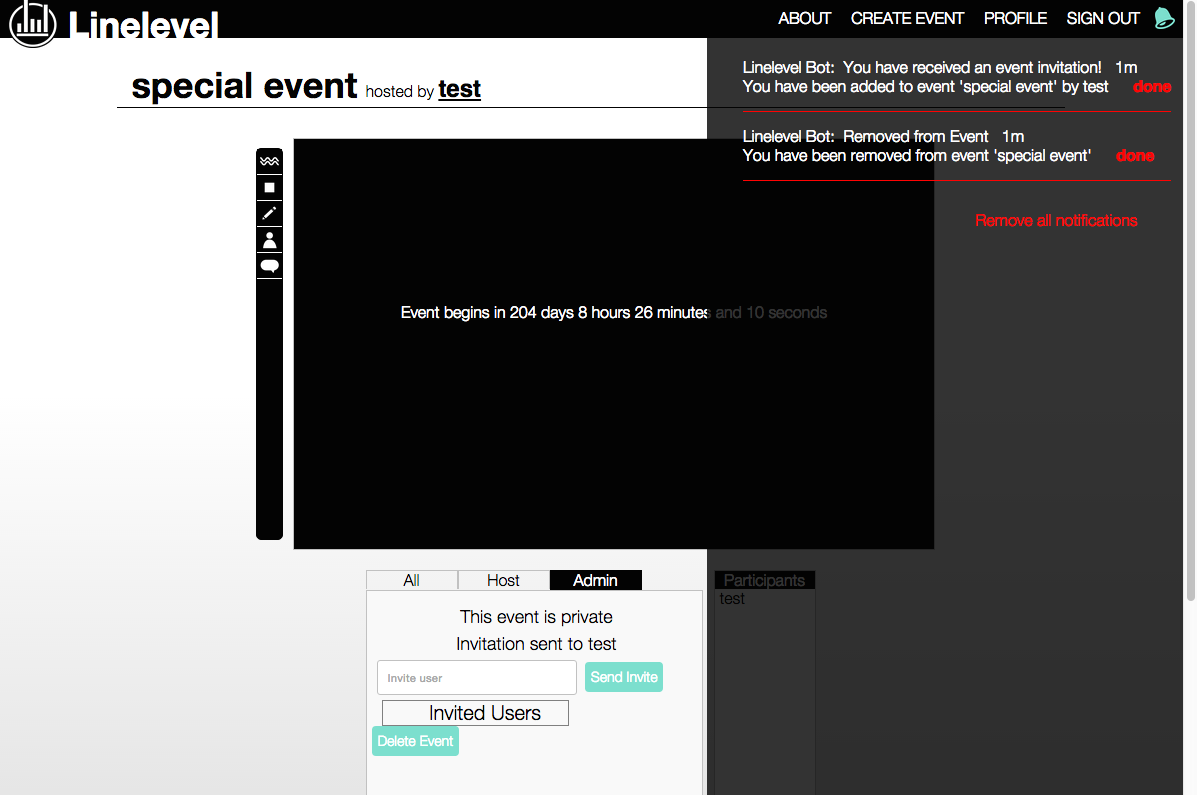 Linelevel
ABOUT CREATE EVENT PROFILE SIGN OUT
special event hosted by test
Linelevel Bot: You have received an event invitation! 1m
You have been added to event 'special event' by test done
Linelevel Bot: Removed from Event 1m
You have been removed from event 'special event' done
Remove all notifications
Event begins in 204 days 8 hours 26 minutes and 10 seconds
All Host Admin
Participants
test
This event is private
Invitation sent to test
Invite user Send Invite
Invited Users
Delete Event